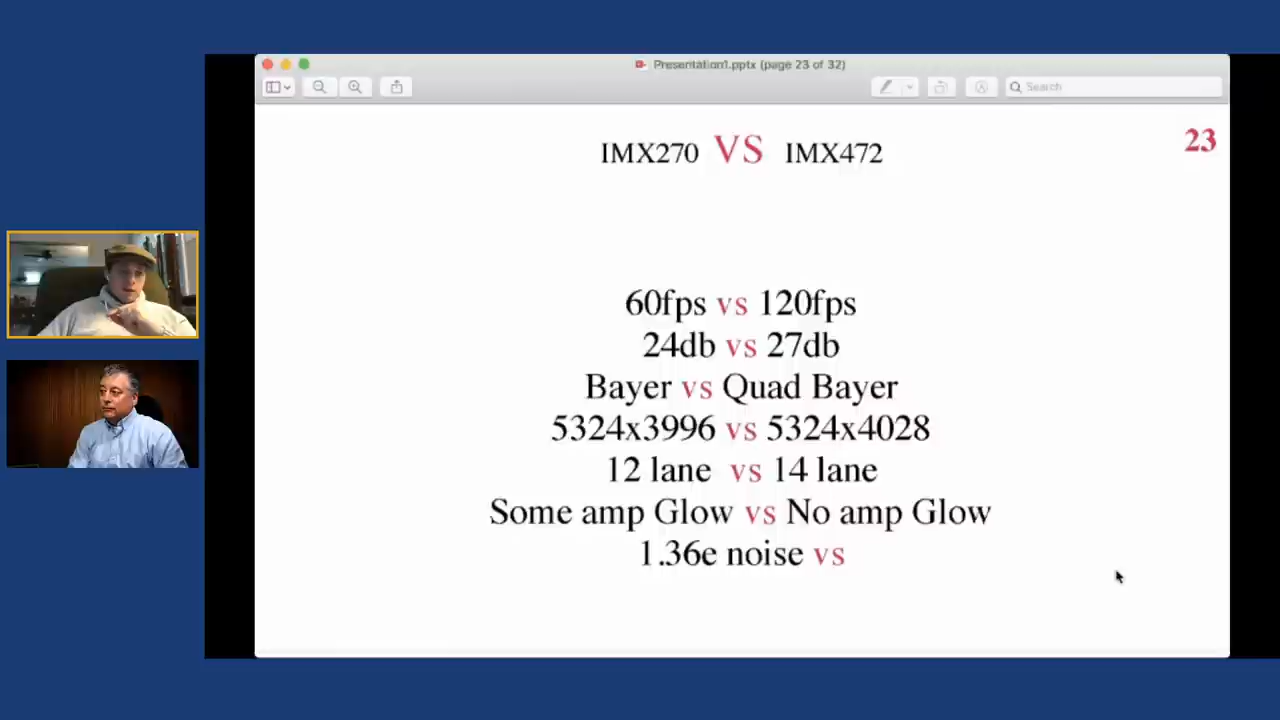 Presentation1.pptx (page 23 of 32)
Search
IMX270 VS IMX472
23
60fps vs 120fps
24db vs 27db
Bayer vs Quad Bayer
5324x3996 vs 5324x4028
12 lane vs 14 lane
Some amp Glow vs No amp Glow
1.36e noise vs